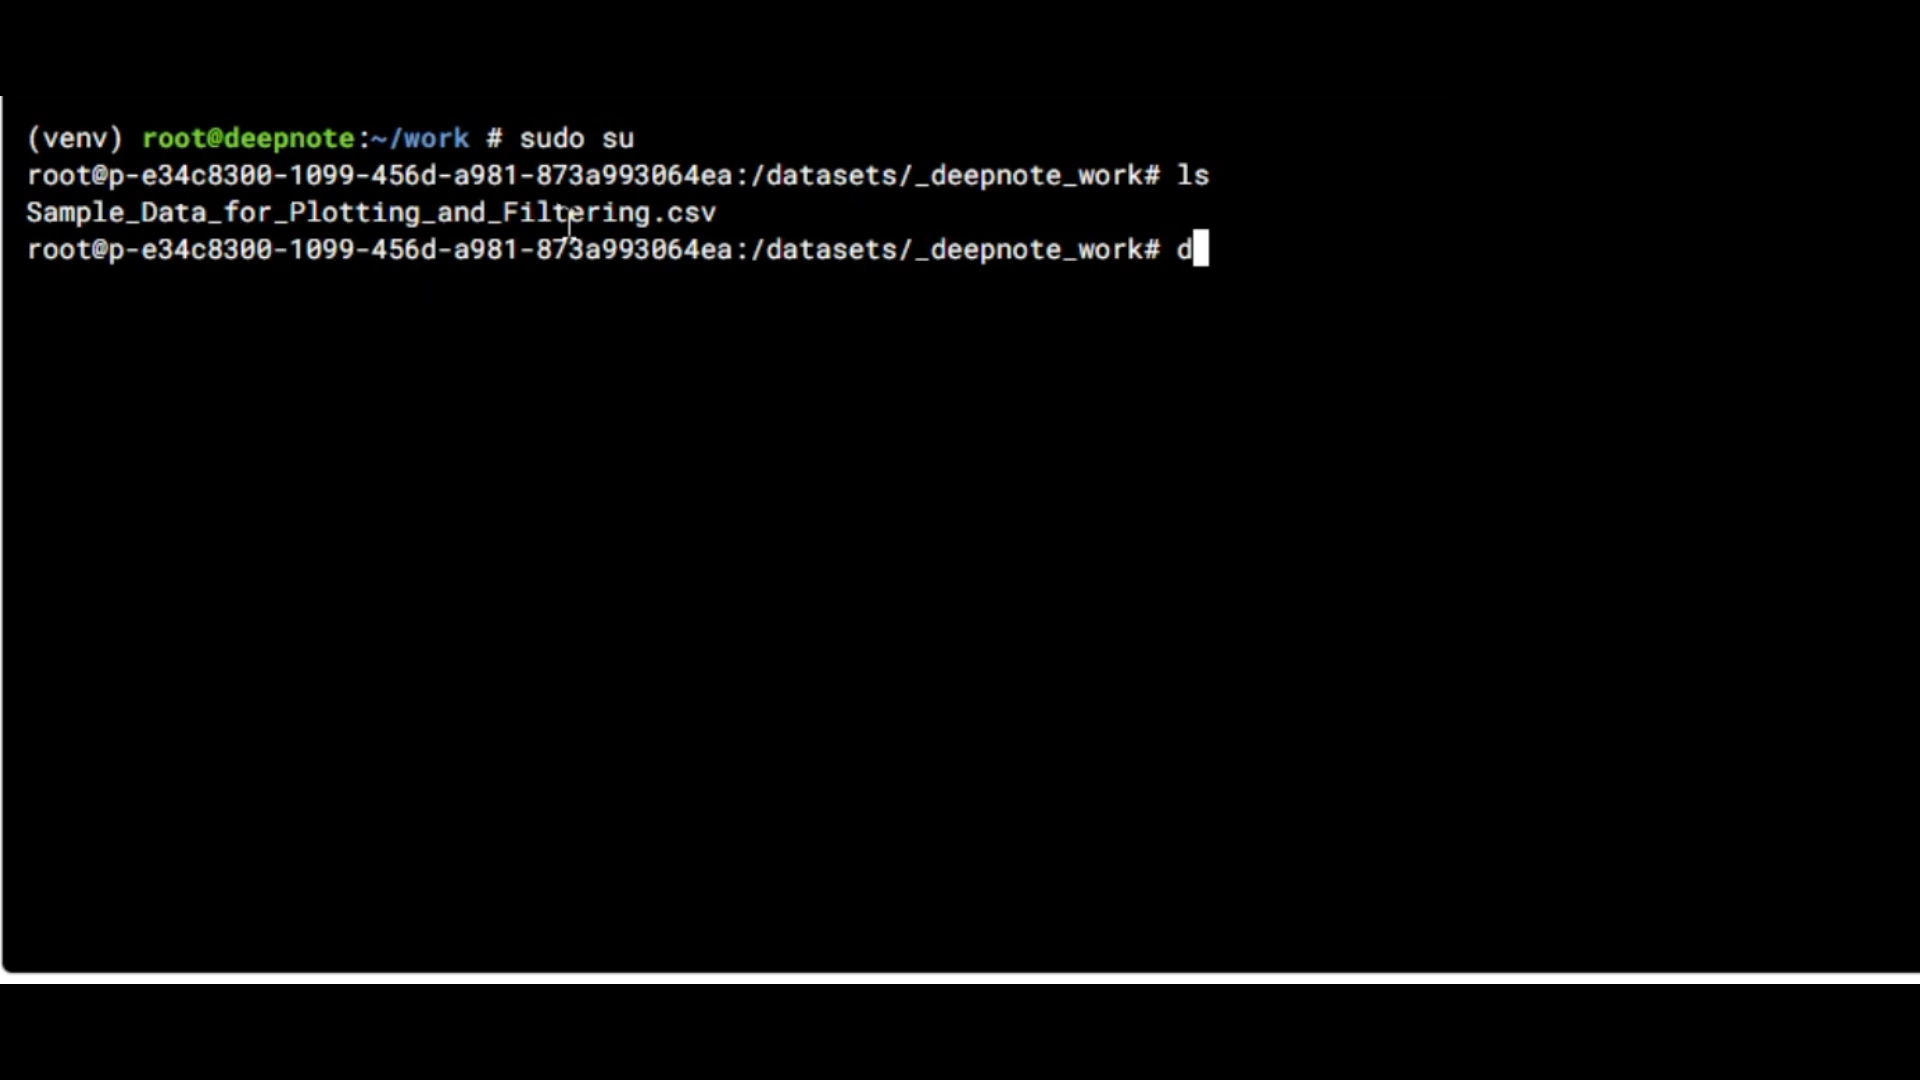 (venv) root@deepnote:~/work # sudo su
root@p-e34c8300-1099-456d-a981-873a993064ea:/datasets/_deepnote_work# ls
Sample_Data_for_Plotting_and_Filtering.csv
root@p-e34c8300-1099-456d-a981-873a993064ea:/datasets/_deepnote_work# d